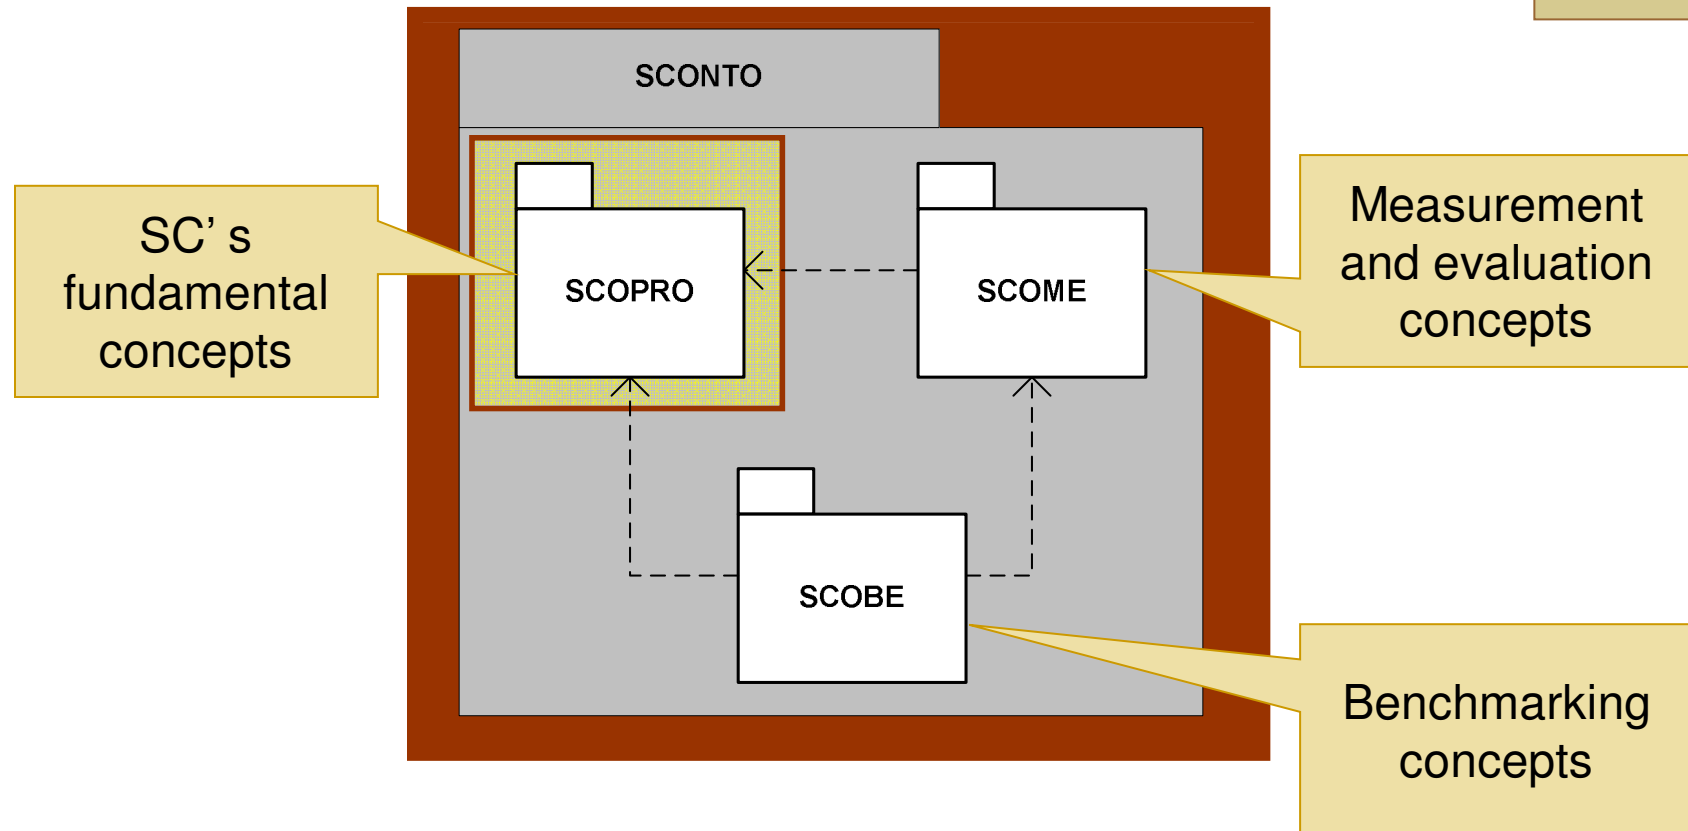 SCONTO
SC’ s
fundamental
concepts
SCOPRO
SCOME
Measurement
and evaluation
concepts
SCOBE
Benchmarking
concepts